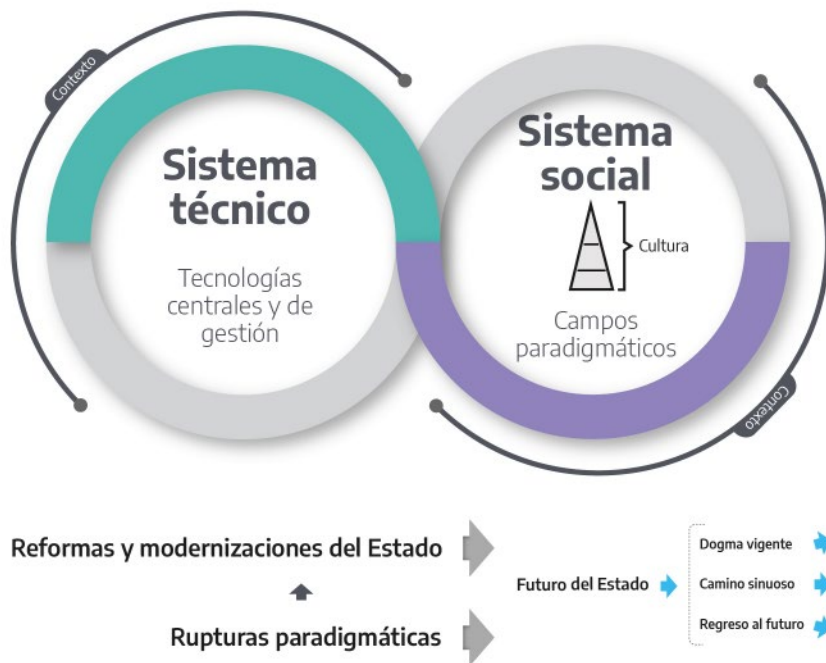 Contexto
Sistema
técnico
Tecnologías
centrales y de
gestión
Sistema
social
Cultura
Campos
paradigmáticos
Contexto
Reformas y modernizaciones del Estado
Rupturas paradigmáticas
Futuro del Estado
Dogma vigente
Camino sinuoso
Regreso al futuro